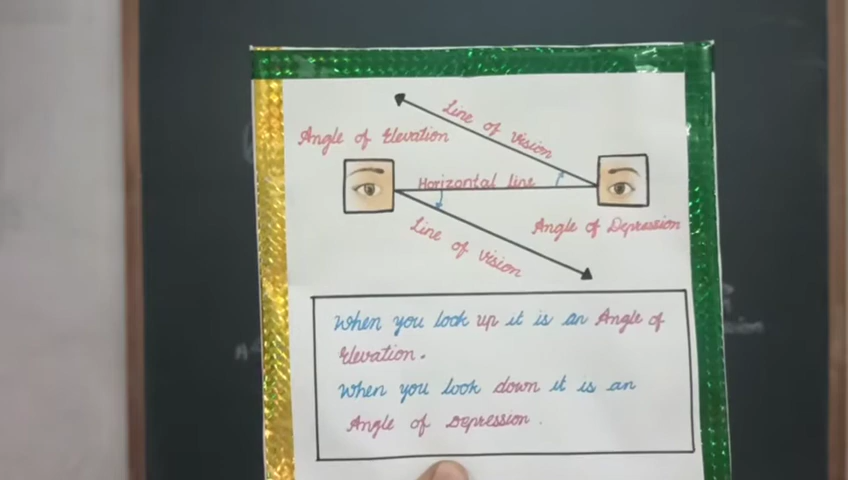 Line of vision
Angle of Elevation
Horizontal line
Angle of Depression
Line of vision
When you look up it is an Angle of
Elevation.
When you look down it is an
Angle of Depression.